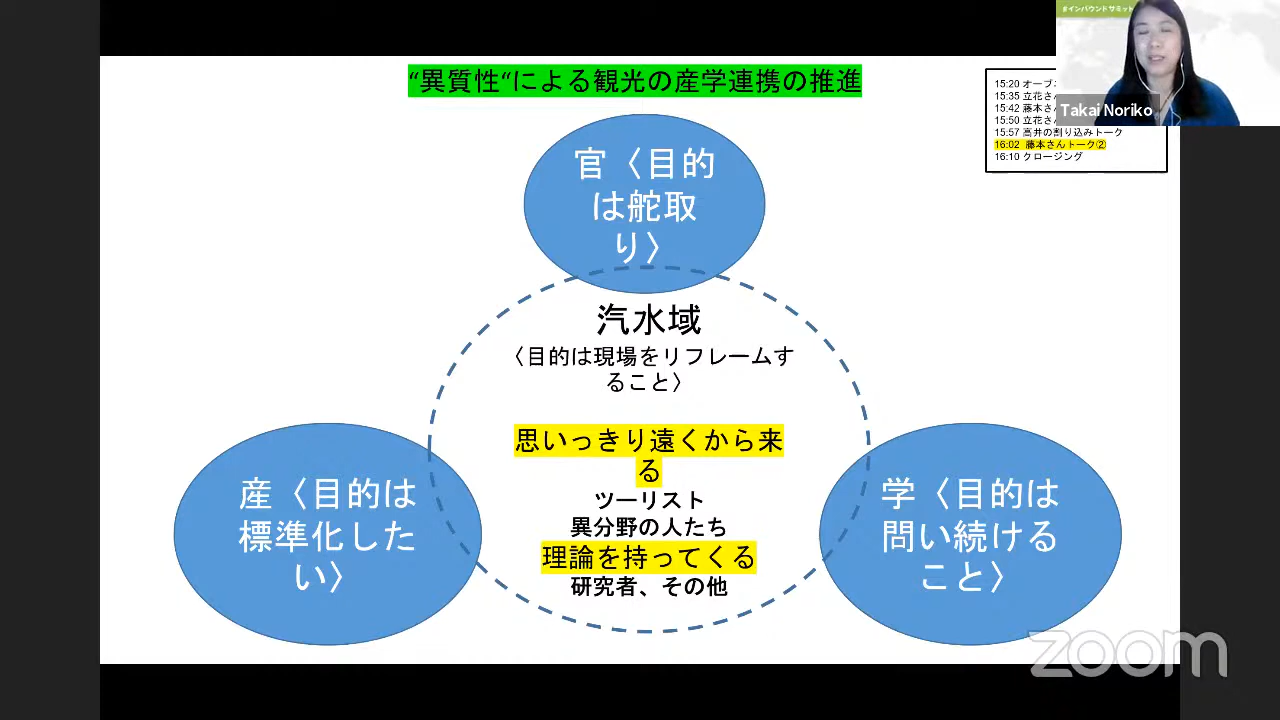 “異質性“による観光の産学連携の推進
#インバウンドサミット
Takai Noriko
15:20 オープ
15:35 立花さ
15:42 藤本さ
15:50 立花さ
15:57 高井の割り込みトーク
16:02 藤本さんトーク②
16:10 クロージング
官〈目的
は舵取
り〉
汽水域
〈目的は現場をリフレームす
ること〉
思いっきり遠くから来
る
ツーリスト
異分野の人たち
理論を持ってくる
研究者、その他
産〈目的は
標準化した
い〉
学〈目的は
問い続ける
こと〉
zoom